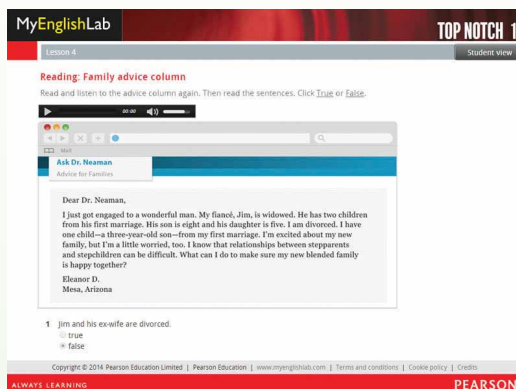 MyEnglishLab
TOP NOTCH 1
Lesson 4
Student view
Reading: Family advice column
Read and listen to the advice column again. Then read the sentences. Click True or False.
00:00
Mail
Ask Dr. Neaman
Advice for Families
Dear Dr. Neaman,
I just got engaged to a wonderful man. My fiancé, Jim, is widowed. He has two children
from his first marriage. His son is eight and his daughter is five. I am divorced. I have
one child—a three-year-old son—from my first marriage. I'm excited about my new
family, but I'm a little worried, too. I know that relationships between stepparents
and stepchildren can be difficult. What can I do to make sure my new blended family
is happy together?
Eleanor D.
Mesa, Arizona
1 Jim and his ex-wife are divorced.
true
false
Copyright © 2014 Pearson Education Limited | Pearson Education | www.myenglishlab.com | Terms and conditions | Cookie policy | Credits
ALWAYS LEARNING
PEARSON